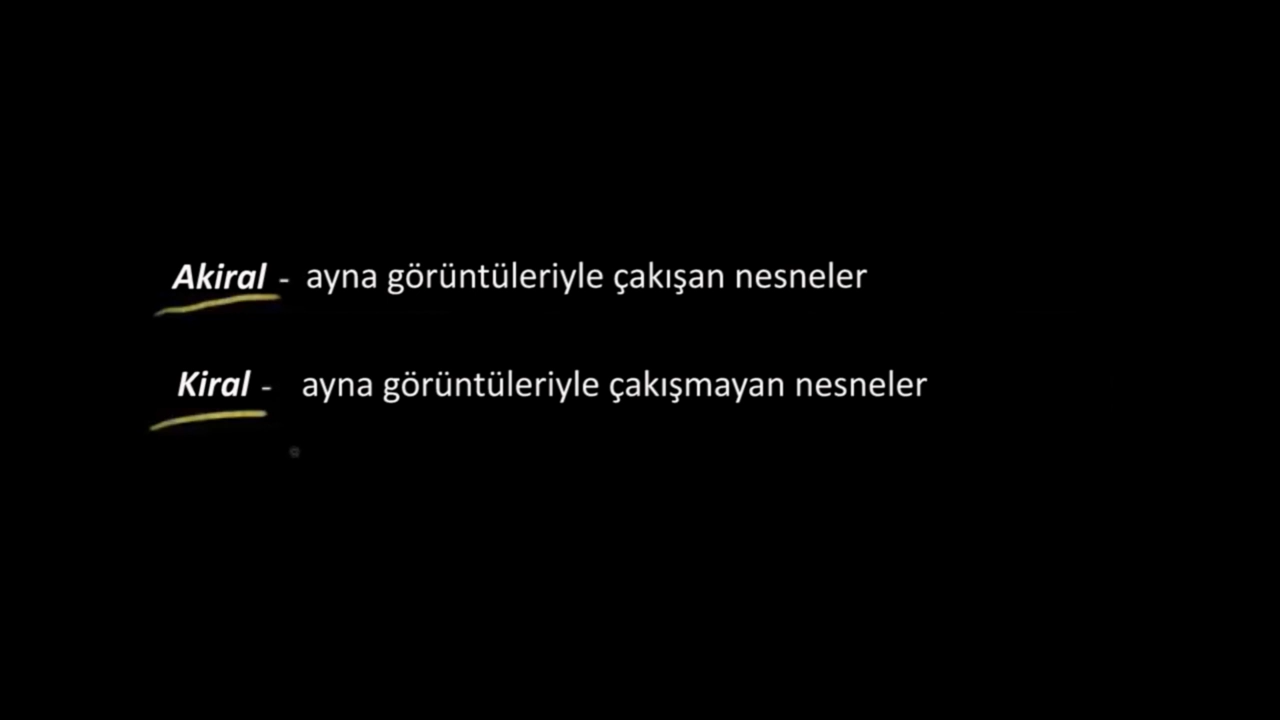 Akiral - ayna görüntüleriyle çakışan nesneler
Kiral - ayna görüntüleriyle çakışmayan nesneler